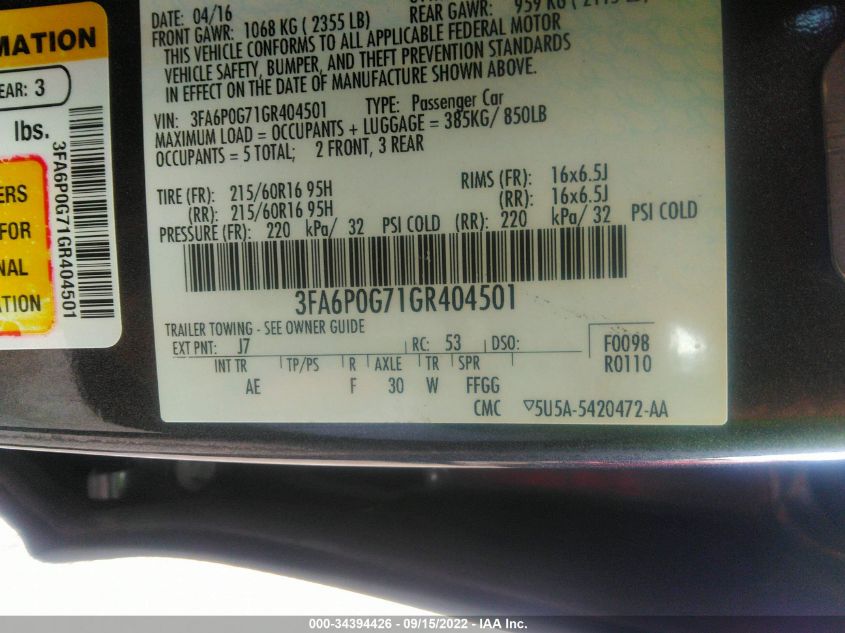 MATION
EAR: 3
lbs.
3FA6P0G71GR404501
ERS
FOR
NAL
ATION
DATE: 04/16
FRONT GAWR: 1068 KG ( 2355 LB)
REAR GAWR: 959 KG
THIS VEHICLE CONFORMS TO ALL APPLICABLE FEDERAL MOTOR
VEHICLE SAFETY, BUMPER, AND THEFT PREVENTION STANDARDS
IN EFFECT ON THE DATE OF MANUFACTURE SHOWN ABOVE.
VIN: 3FA6P0G71GR404501 TYPE: Passenger Car
MAXIMUM LOAD = OCCUPANTS + LUGGAGE = 385KG/ 850LB
OCCUPANTS = 5 TOTAL; 2 FRONT, 3 REAR
TIRE (FR): 215/60R16 95H RIMS (FR): 16x6.5J
(RR): 215/60R16 95H (RR): 16x6.5J
PRESSURE (FR): 220 kPa/ 32 PSI COLD (RR): 220 kPa/ 32 PSI COLD
3FA6P0G71GR404501
TRAILER TOWING - SEE OWNER GUIDE
EXT PNT: J7 RC: 53 DSO: F0098
INT TR TP/PS R AXLE TR SPR R0110
AE F 30 W FFGG
CMC ▽5U5A-5420472-AA
000-34394426 - 09/15/2022 - www.iaai.com